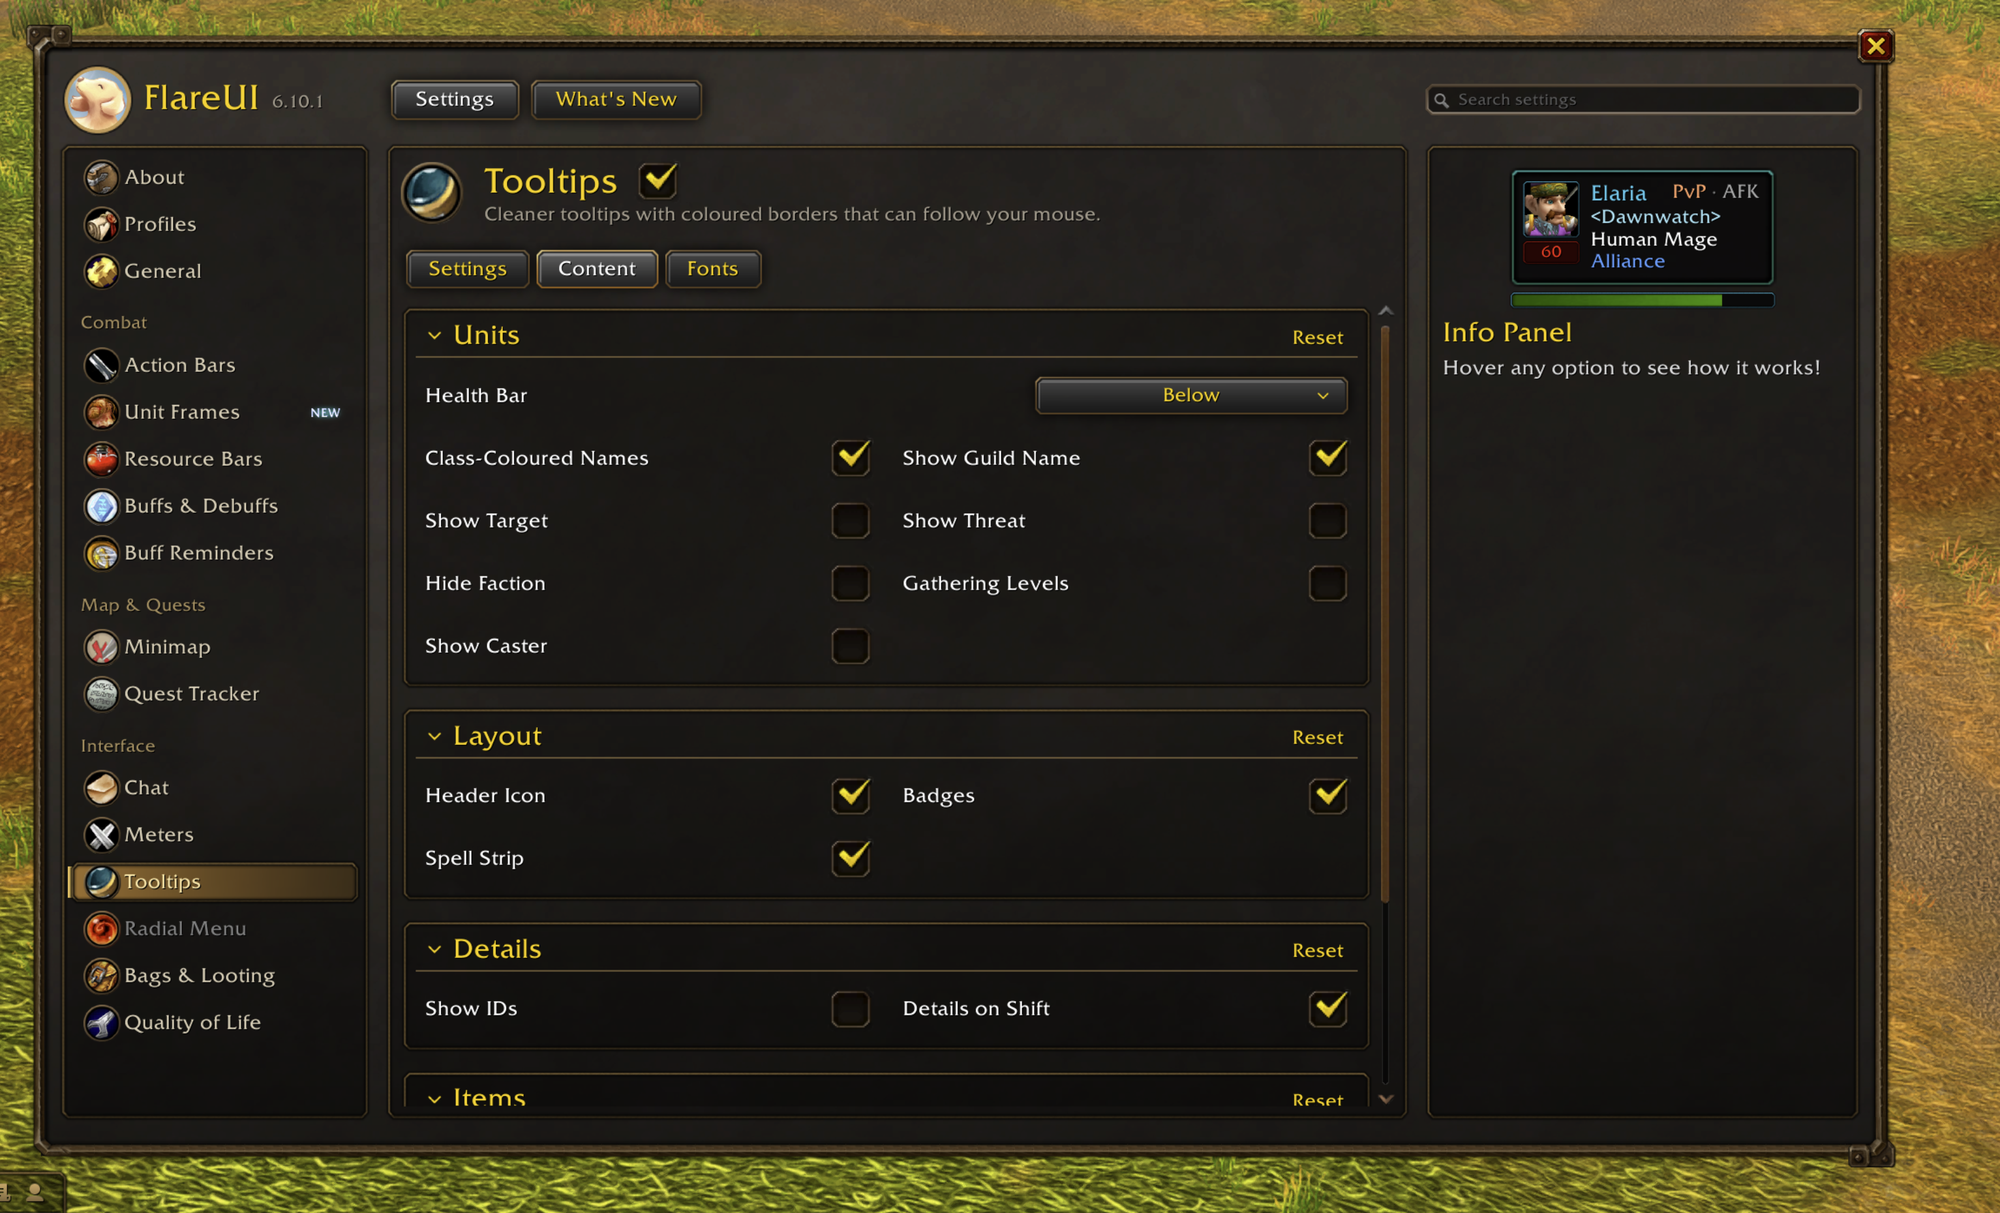 FlareUI 6.10.1
Settings
What's New
Search settings
About
Profiles
General
Combat
Action Bars
Unit Frames NEW
Resource Bars
Buffs & Debuffs
Buff Reminders
Map & Quests
Minimap
Quest Tracker
Interface
Chat
Meters
Tooltips
Radial Menu
Bags & Looting
Quality of Life
Tooltips
Cleaner tooltips with coloured borders that can follow your mouse.
Settings Content Fonts
Units Reset
Health Bar Below
Class-Coloured Names Show Guild Name
Show Target Show Threat
Hide Faction Gathering Levels
Show Caster
Layout Reset
Header Icon Badges
Spell Strip
Details Reset
Show IDs Details on Shift
Items Reset
Elaria PvP · AFK
<Dawnwatch>
Human Mage
60
Alliance
Info Panel
Hover any option to see how it works!